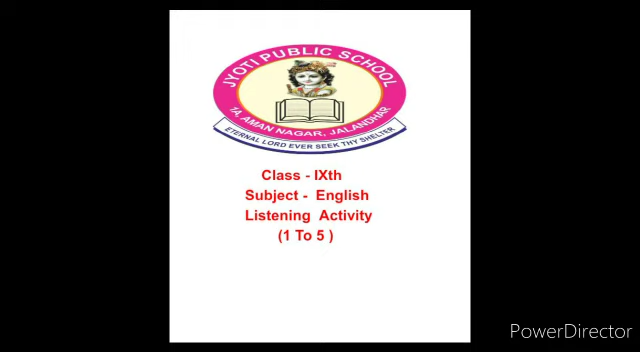 JYOTI PUBLIC SCHOOL
1A, AMAN NAGAR, JALANDHAR
ETERNAL LORD EVER SEEK THY SHELTER
Class - IXth
Subject - English
Listening Activity
(1 To 5 )
PowerDirector